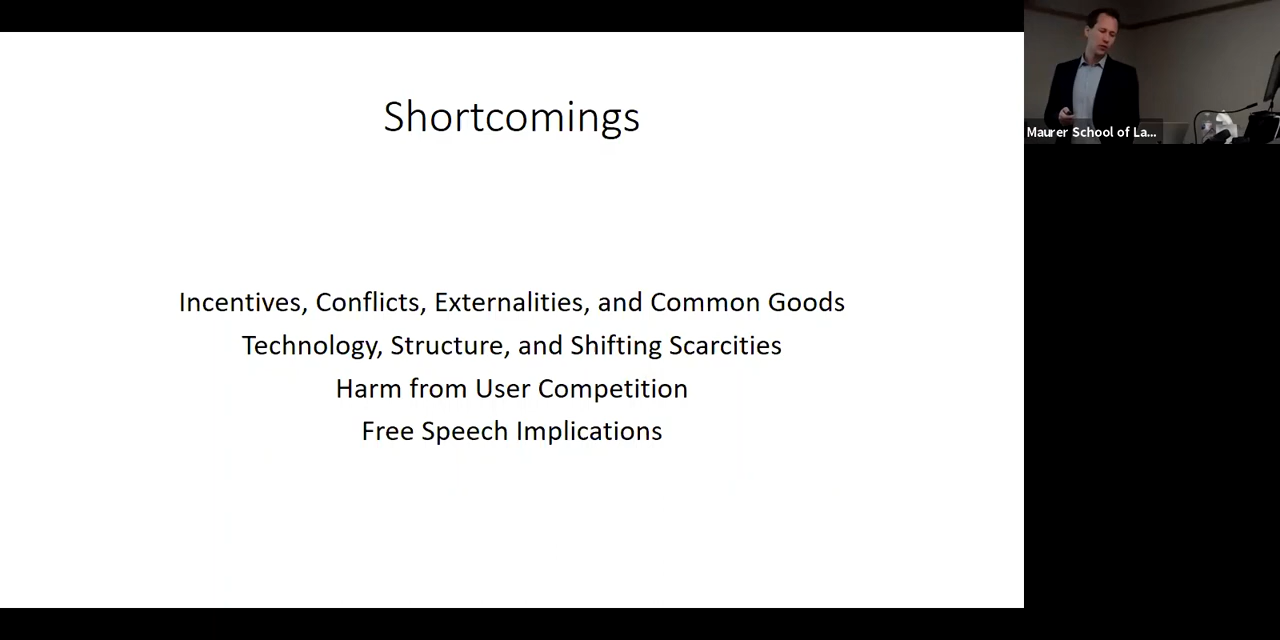 Shortcomings
Incentives, Conflicts, Externalities, and Common Goods
Technology, Structure, and Shifting Scarcities
Harm from User Competition
Free Speech Implications
Maurer School of La...